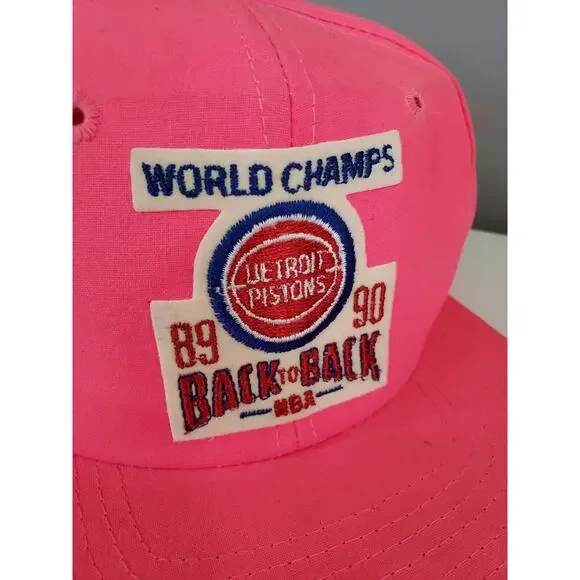 WORLD CHAMPS
DETROIT
PISTONS
89 90
BACK TO BACK
NBA